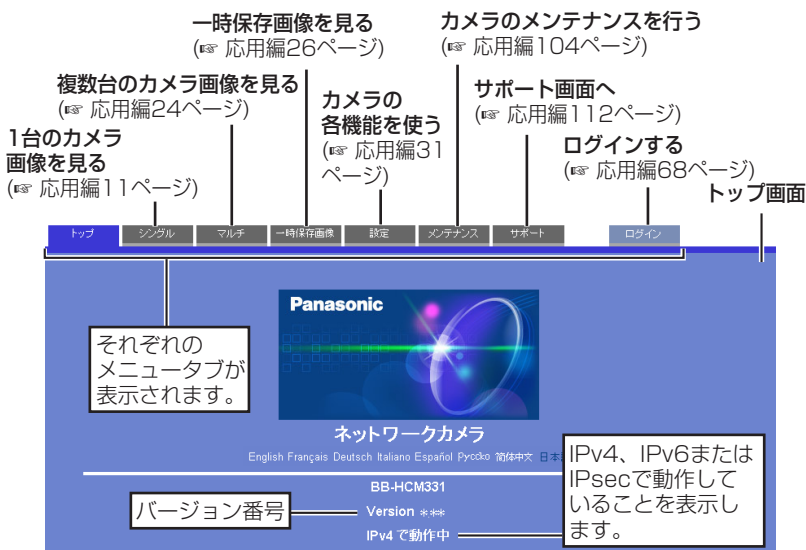 一時保存画像を見る
(☞ 応用編26ページ)
カメラのメンテナンスを行う
(☞ 応用編104ページ)
複数台のカメラ画像を見る
(☞ 応用編24ページ)
カメラの
各機能を使う
(☞ 応用編31
ページ)
サポート画面へ
(☞ 応用編112ページ)
1台のカメラ
画像を見る
(☞ 応用編11ページ)
ログインする
(☞ 応用編68ページ)
トップ画面
トップ シングル マルチ 一時保存画像 設定 メンテナンス サポート ログイン
Panasonic
それぞれの
メニュータブが
表示されます。
ネットワークカメラ
English Français Deutsch Italiano Español Русско 简体中文 日本
IPv4、IPv6または
IPsecで動作して
いることを表示し
ます。
BB-HCM331
バージョン番号
Version ***
IPv4 で動作中